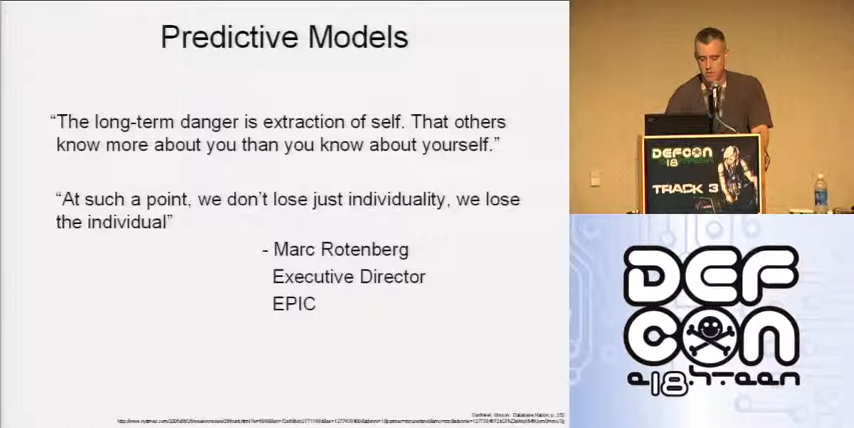 Predictive Models
“The long-term danger is extraction of self. That others
know more about you than you know about yourself.”
“At such a point, we don’t lose just individuality, we lose
the individual”
- Marc Rotenberg
Executive Director
EPIC
DEFCON
18
TRACK 3
DEF
CON
18